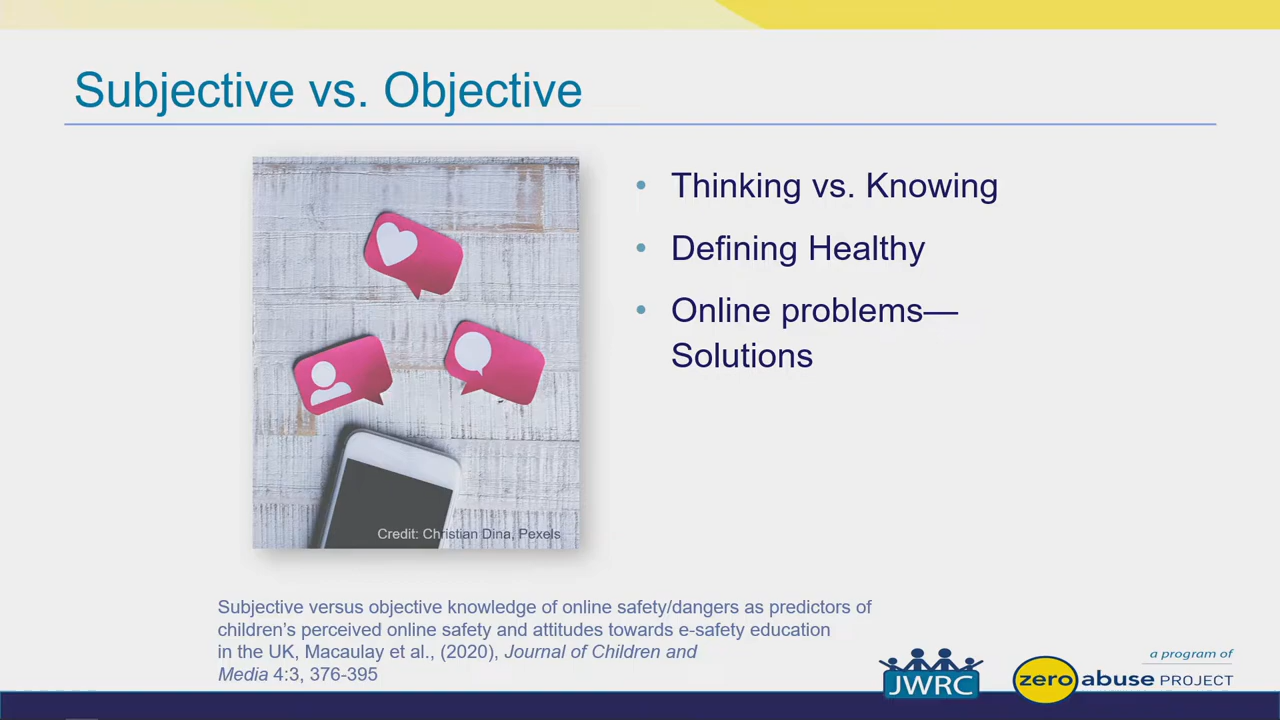 Subjective vs. Objective
• Thinking vs. Knowing
• Defining Healthy
• Online problems—
Solutions
Credit: Christian Dina, Pexels
Subjective versus objective knowledge of online safety/dangers as predictors of
children’s perceived online safety and attitudes towards e-safety education
in the UK, Macaulay et al., (2020), Journal of Children and
Media 4:3, 376-395
JWRC
a program of
zero abuse PROJECT